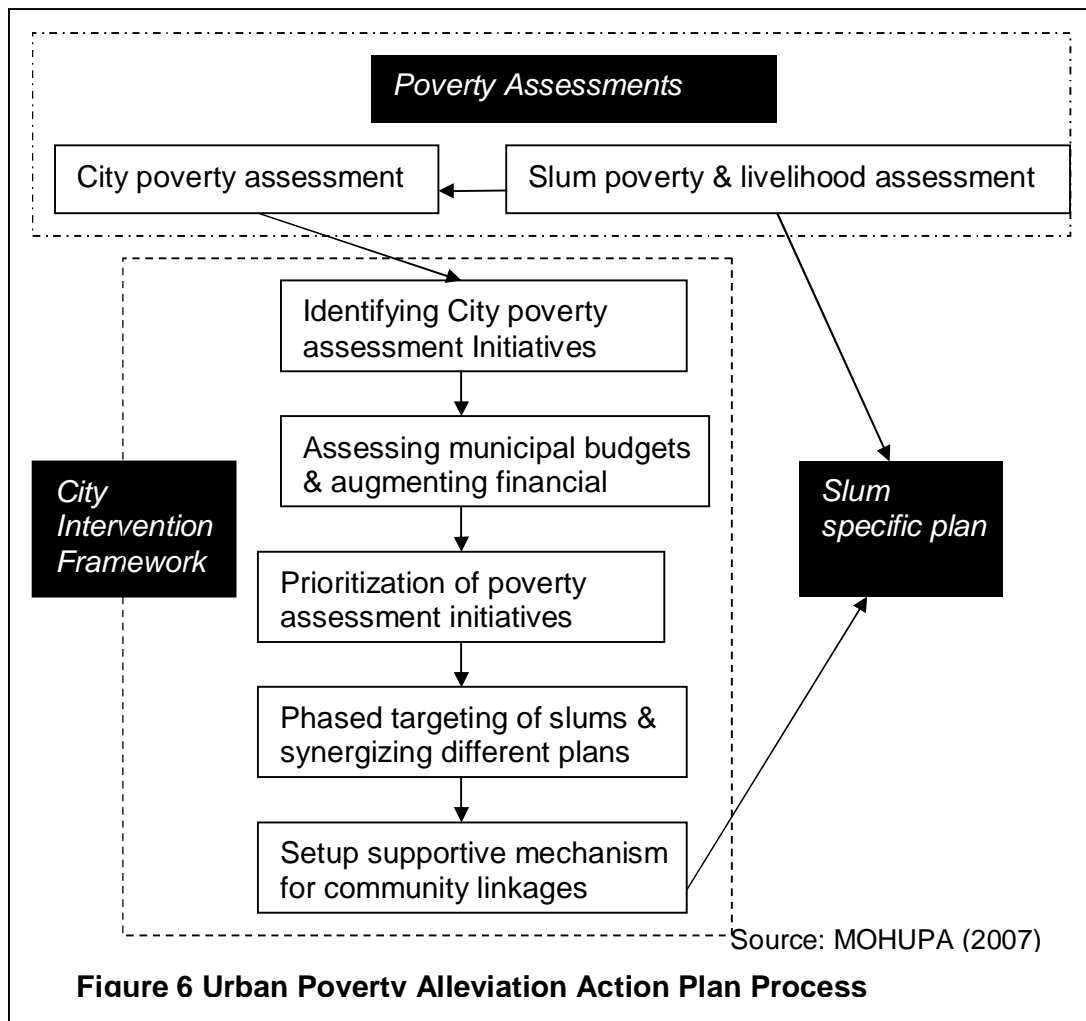 Poverty Assessments
City poverty assessment
Slum poverty & livelihood assessment
Identifying City poverty
assessment Initiatives
Assessing municipal budgets
& augmenting financial
City
Intervention
Framework
Slum
specific plan
Prioritization of poverty
assessment initiatives
Phased targeting of slums &
synergizing different plans
Setup supportive mechanism
for community linkages
Source: MOHUPA (2007)
Figure 6 Urban Poverty Alleviation Action Plan Process